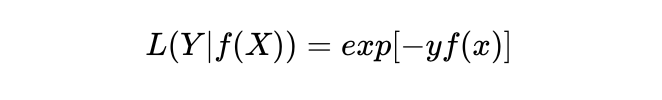 L(Y|f(X)) = exp[−yf(x)]